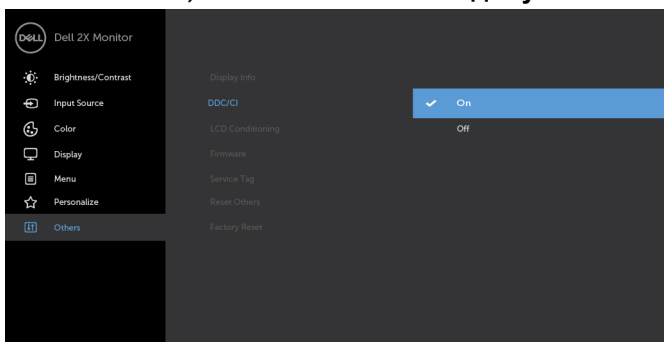 DELL
Dell 2X Monitor
Brightness/Contrast
Input Source
Color
Display
Menu
Personalize
Others
Display Info
DDC/CI
LCD Conditioning
Firmware
Service Tag
Reset Others
Factory Reset
On
Off